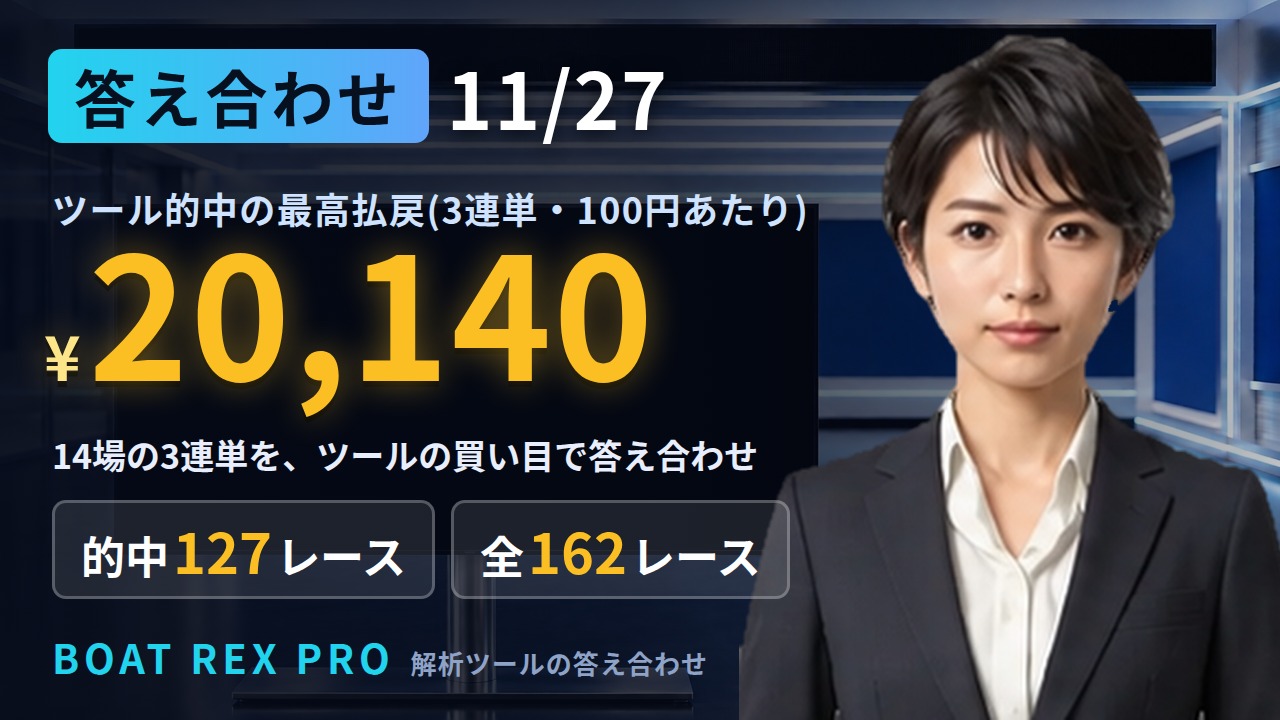 答え合わせ 11/27
ツール的中の最高払戻(3連単・100円あたり)
¥20,140
14場の3連単を、ツールの買い目で答え合わせ
的中127レース 全162レース
BOAT REX PRO 解析ツールの答え合わせ